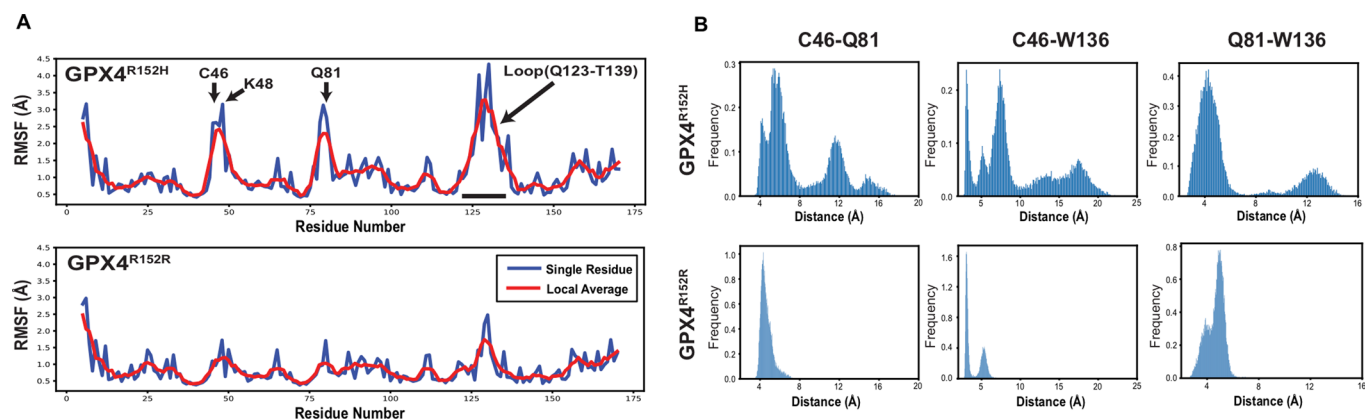 A
GPX4R152H
C46
K48
Q81
Loop(Q123-T139)
RMSF (Å)
4.5
4.0
3.5
3.0
2.5
2.0
1.5
1.0
0.5
0 25 50 75 100 125 150 175
Residue Number
GPX4R152R
Single Residue
Local Average
RMSF (Å)
4.5
4.0
3.5
3.0
2.5
2.0
1.5
1.0
0.5
0 25 50 75 100 125 150 175
Residue Number
B
C46-Q81 C46-W136 Q81-W136
GPX4R152H
Frequency
0.3
0.2
0.1
0.0
4 8 12 16 20
Distance (Å)
Frequency
0.2
0.1
0.0
5 10 15 20 25
Distance (Å)
Frequency
0.4
0.3
0.2
0.1
0.0
4 8 12 16
Distance (Å)
GPX4R152R
Frequency
1.0
0.8
0.6
0.4
0.2
0.0
4 8 12 16 20
Distance (Å)
Frequency
1.6
1.2
0.8
0.4
0.0
5 10 15 20 25
Distance (Å)
Frequency
0.8
0.6
0.4
0.2
0.0
4 8 12 16
Distance (Å)